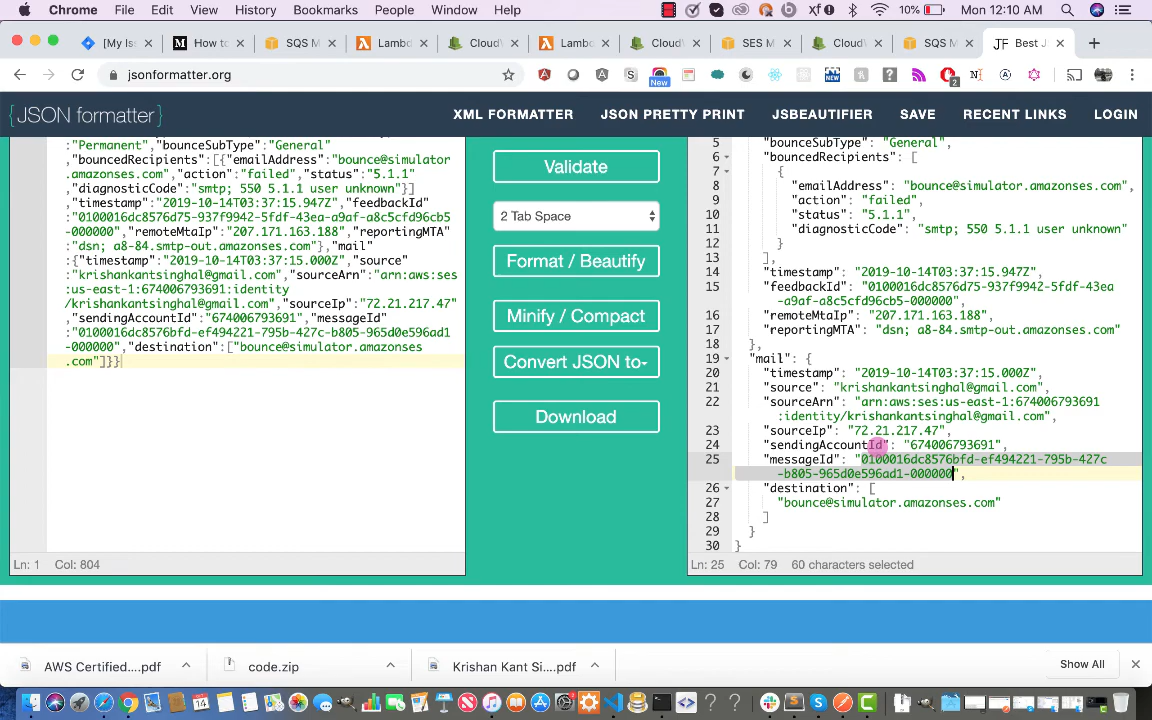 Chrome File Edit View History Bookmarks People Window Help 10% Mon 12:10 AM
[My Iss How to SQS M Lamb CloudV Lamb CloudV SES M CloudV SQS M Best J
jsonformatter.org
New
NEW
2
{JSON formatter}
XML FORMATTER JSON PRETTY PRINT JSBEAUTIFIER SAVE RECENT LINKS LOGIN
:"Permanent","bounceSubType":"General"
,"bouncedRecipients":[{"emailAddress":"bounce@simulator
.amazonses.com","action":"failed","status":"5.1.1"
,"diagnosticCode":"smtp; 550 5.1.1 user unknown"}]
,"timestamp":"2019-10-14T03:37:15.947Z","feedbackId"
:"0100016dc8576d75-937f9942-5fdf-43ea-a9af-a8c5cfd96cb5
-000000","remoteMtaIp":"207.171.163.188","reportingMTA"
:"dsn; a8-84.smtp-out.amazonses.com"},"mail"
:{"timestamp":"2019-10-14T03:37:15.000Z","source"
:"krishankantsinghal@gmail.com","sourceArn":"arn:aws:ses
:us-east-1:674006793691:identity
/krishankantsinghal@gmail.com","sourceIp":"72.21.217.47"
,"sendingAccountId":"674006793691","messageId"
:"0100016dc8576bfd-ef494221-795b-427c-b805-965d0e596ad1
-000000","destination":["bounce@simulator.amazonses
.com"]}}
Ln: 1 Col: 804
Validate
2 Tab Space
Format / Beautify
Minify / Compact
Convert JSON to
Download
5 "bounceSubType": "General",
6 "bouncedRecipients": [
7 {
8 "emailAddress": "bounce@simulator.amazonses.com",
9 "action": "failed",
10 "status": "5.1.1",
11 "diagnosticCode": "smtp; 550 5.1.1 user unknown"
12 }
13 ],
14 "timestamp": "2019-10-14T03:37:15.947Z",
15 "feedbackId": "0100016dc8576d75-937f9942-5fdf-43ea
-a9af-a8c5cfd96cb5-000000",
16 "remoteMtaIp": "207.171.163.188",
17 "reportingMTA": "dsn; a8-84.smtp-out.amazonses.com"
18 },
19 "mail": {
20 "timestamp": "2019-10-14T03:37:15.000Z",
21 "source": "krishankantsinghal@gmail.com",
22 "sourceArn": "arn:aws:ses:us-east-1:674006793691
:identity/krishankantsinghal@gmail.com",
23 "sourceIp": "72.21.217.47",
24 "sendingAccountId": "674006793691",
25 "messageId": "0100016dc8576bfd-ef494221-795b-427c
-b805-965d0e596ad1-000000",
26 "destination": [
27 "bounce@simulator.amazonses.com"
28 ]
29 }
30 }
Ln: 25 Col: 79 60 characters selected
AWS Certified....pdf code.zip Krishan Kant Si....pdf Show All